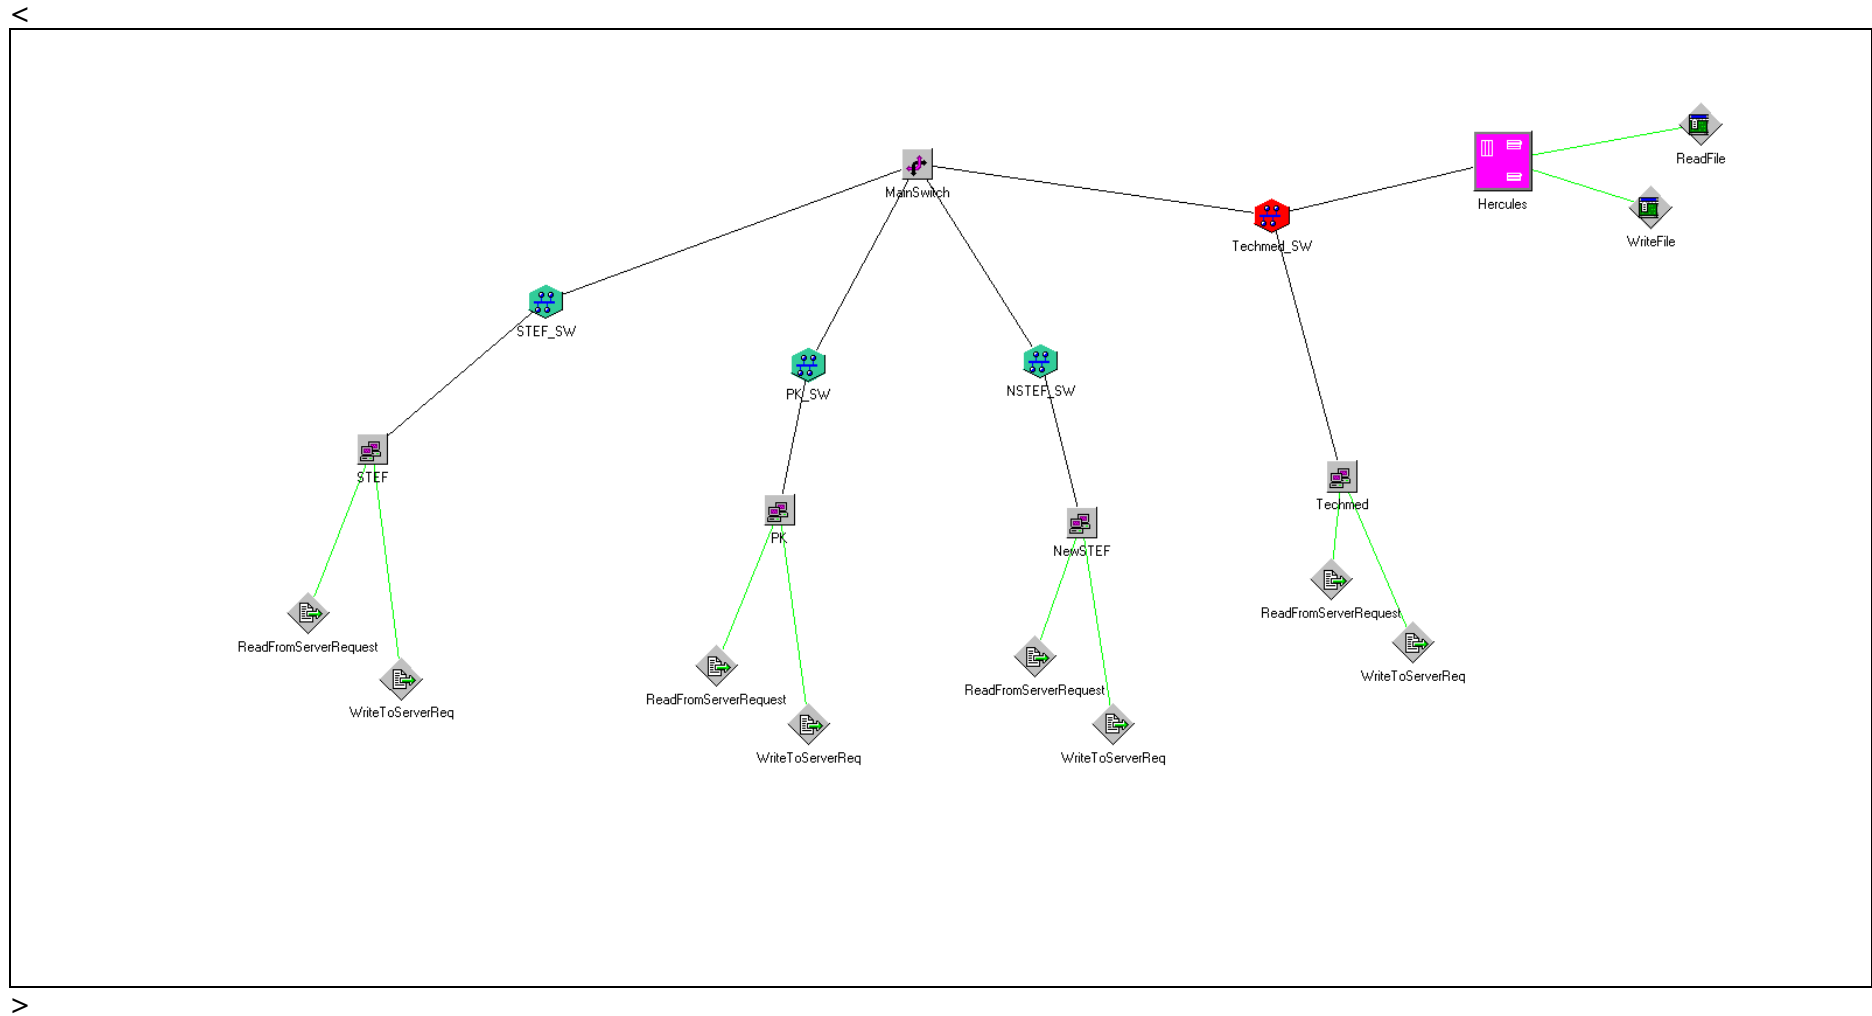 <
MainSwitch
ReadFile
Hercules
WriteFile
Techmed_SW
STEF_SW
PK_SW
NSTEF_SW
STEF
Techmed
PK
NewSTEF
ReadFromServerRequest
ReadFromServerRequest
WriteToServerReq
ReadFromServerRequest
ReadFromServerRequest
WriteToServerReq
WriteToServerReq
WriteToServerReq
>